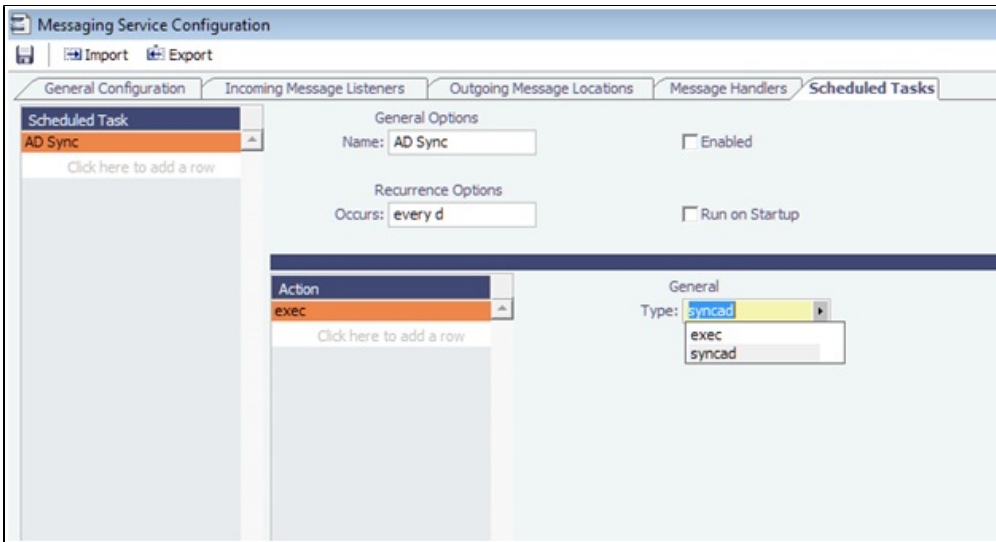 Messaging Service Configuration
Import Export
General Configuration Incoming Message Listeners Outgoing Message Locations Message Handlers Scheduled Tasks
Scheduled Task
AD Sync
Click here to add a row
General Options
Name: AD Sync
Enabled
Recurrence Options
Occurs: every d
Run on Startup
Action
exec
Click here to add a row
General
Type: syncad
exec
syncad